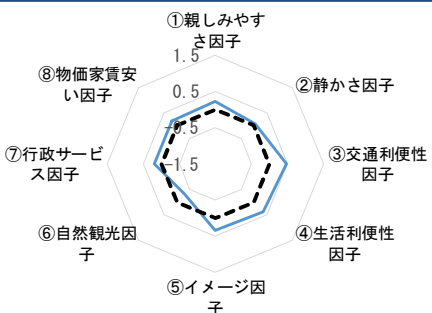 ①親しみやす
さ因子
1.5
⑧物価家賃安
い因子
0.5
②静かさ因子
-0.5
⑦行政サービ
ス因子
-1.5
③交通利便性
因子
⑥自然観光因
子
④生活利便性
因子
⑤イメージ因
子